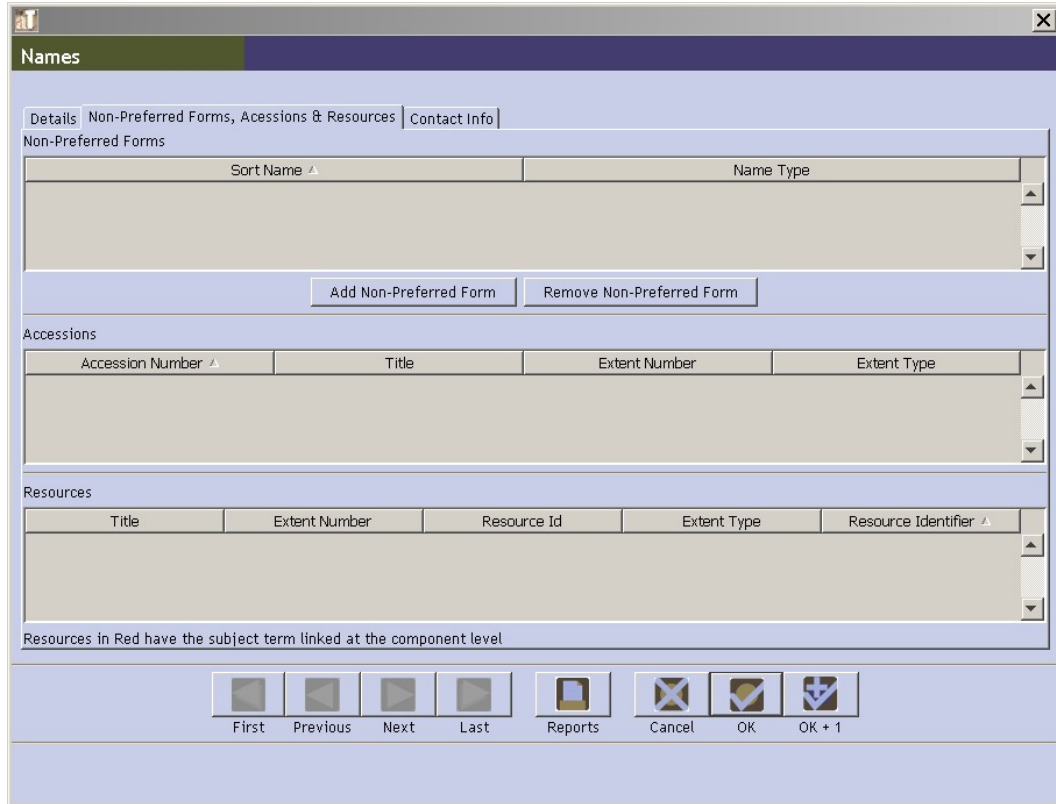 aT
Names
Details Non-Preferred Forms, Acessions & Resources Contact Info
Non-Preferred Forms
Sort Name Name Type
Add Non-Preferred Form Remove Non-Preferred Form
Accessions
Accession Number Title Extent Number Extent Type
Resources
Title Extent Number Resource Id Extent Type Resource Identifier
Resources in Red have the subject term linked at the component level
First Previous Next Last Reports Cancel OK OK + 1